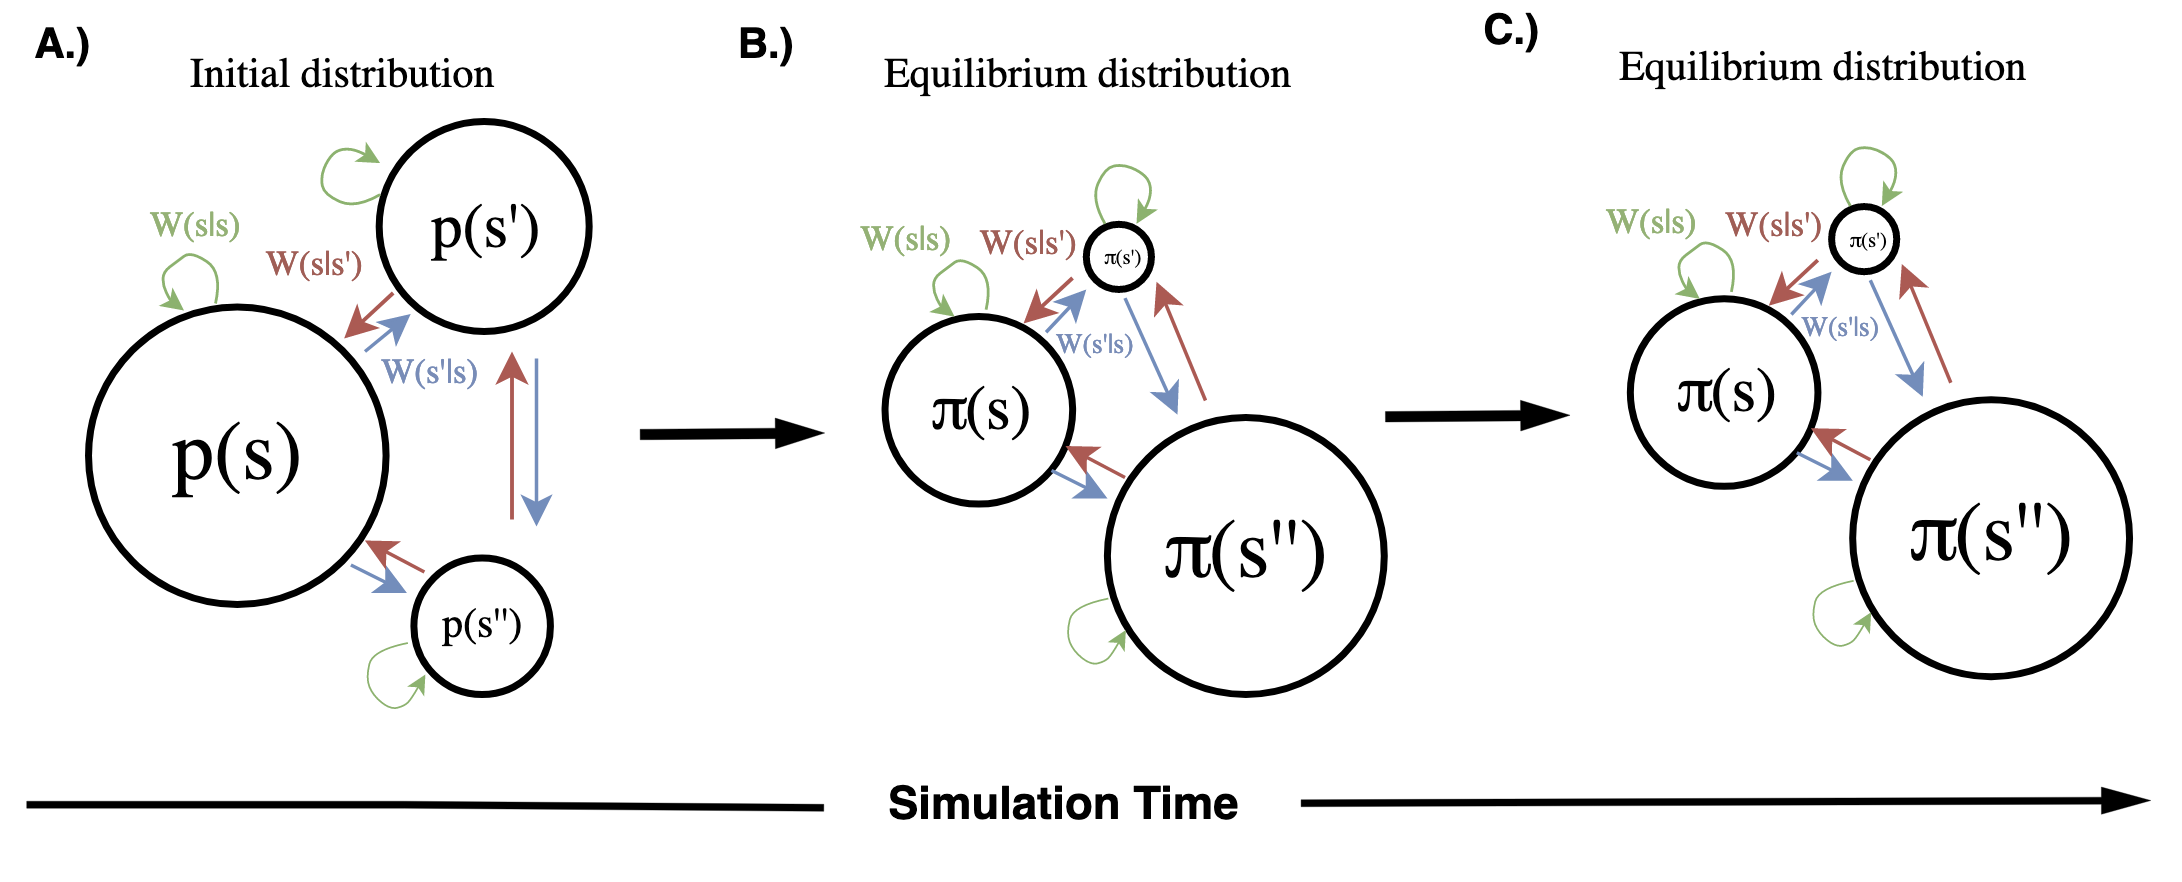 A.)
Initial distribution
p(s')
W(s|s)
W(s|s')
W(s'|s)
p(s)
p(s")
B.)
Equilibrium distribution
W(s|s)
W(s|s')
π(s')
W(s'|s)
π(s)
π(s")
C.)
Equilibrium distribution
W(s|s)
W(s|s')
π(s')
W(s'|s)
π(s)
π(s")
Simulation Time